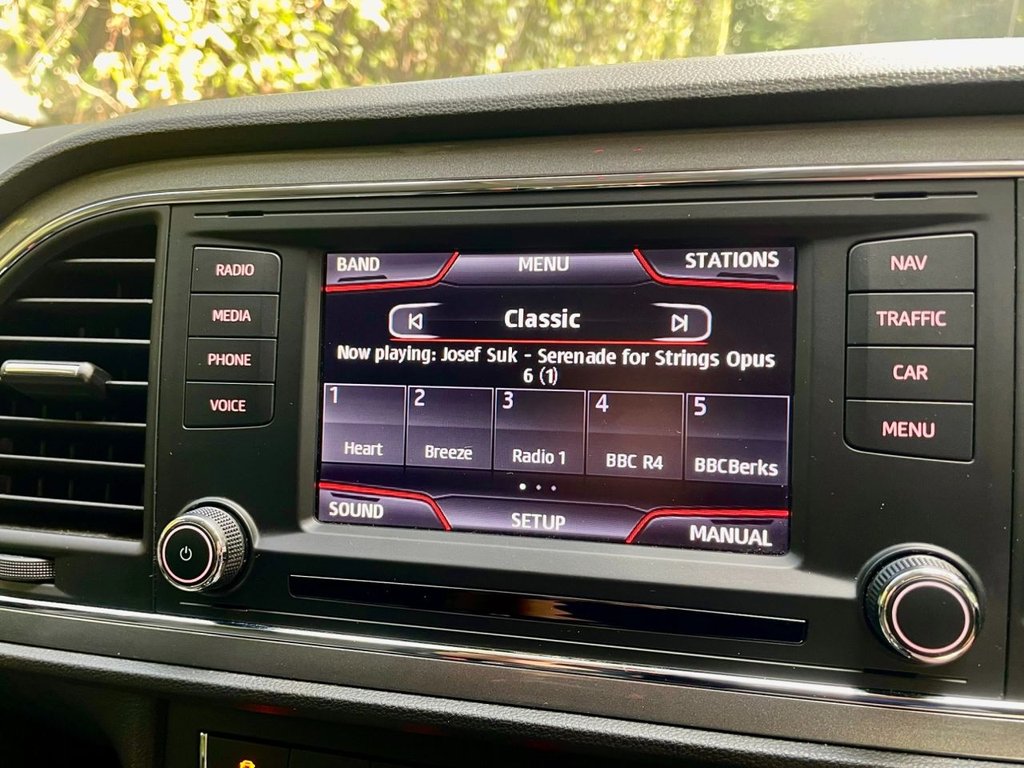 RADIO
MEDIA
PHONE
VOICE
BAND
MENU
STATIONS
Classic
Now playing: Josef Suk - Serenade for Strings Opus
6 (1)
1
2
3
4
5
Heart
Breeze
Radio 1
BBC R4
BBCBerks
SOUND
SETUP
MANUAL
NAV
TRAFFIC
CAR
MENU